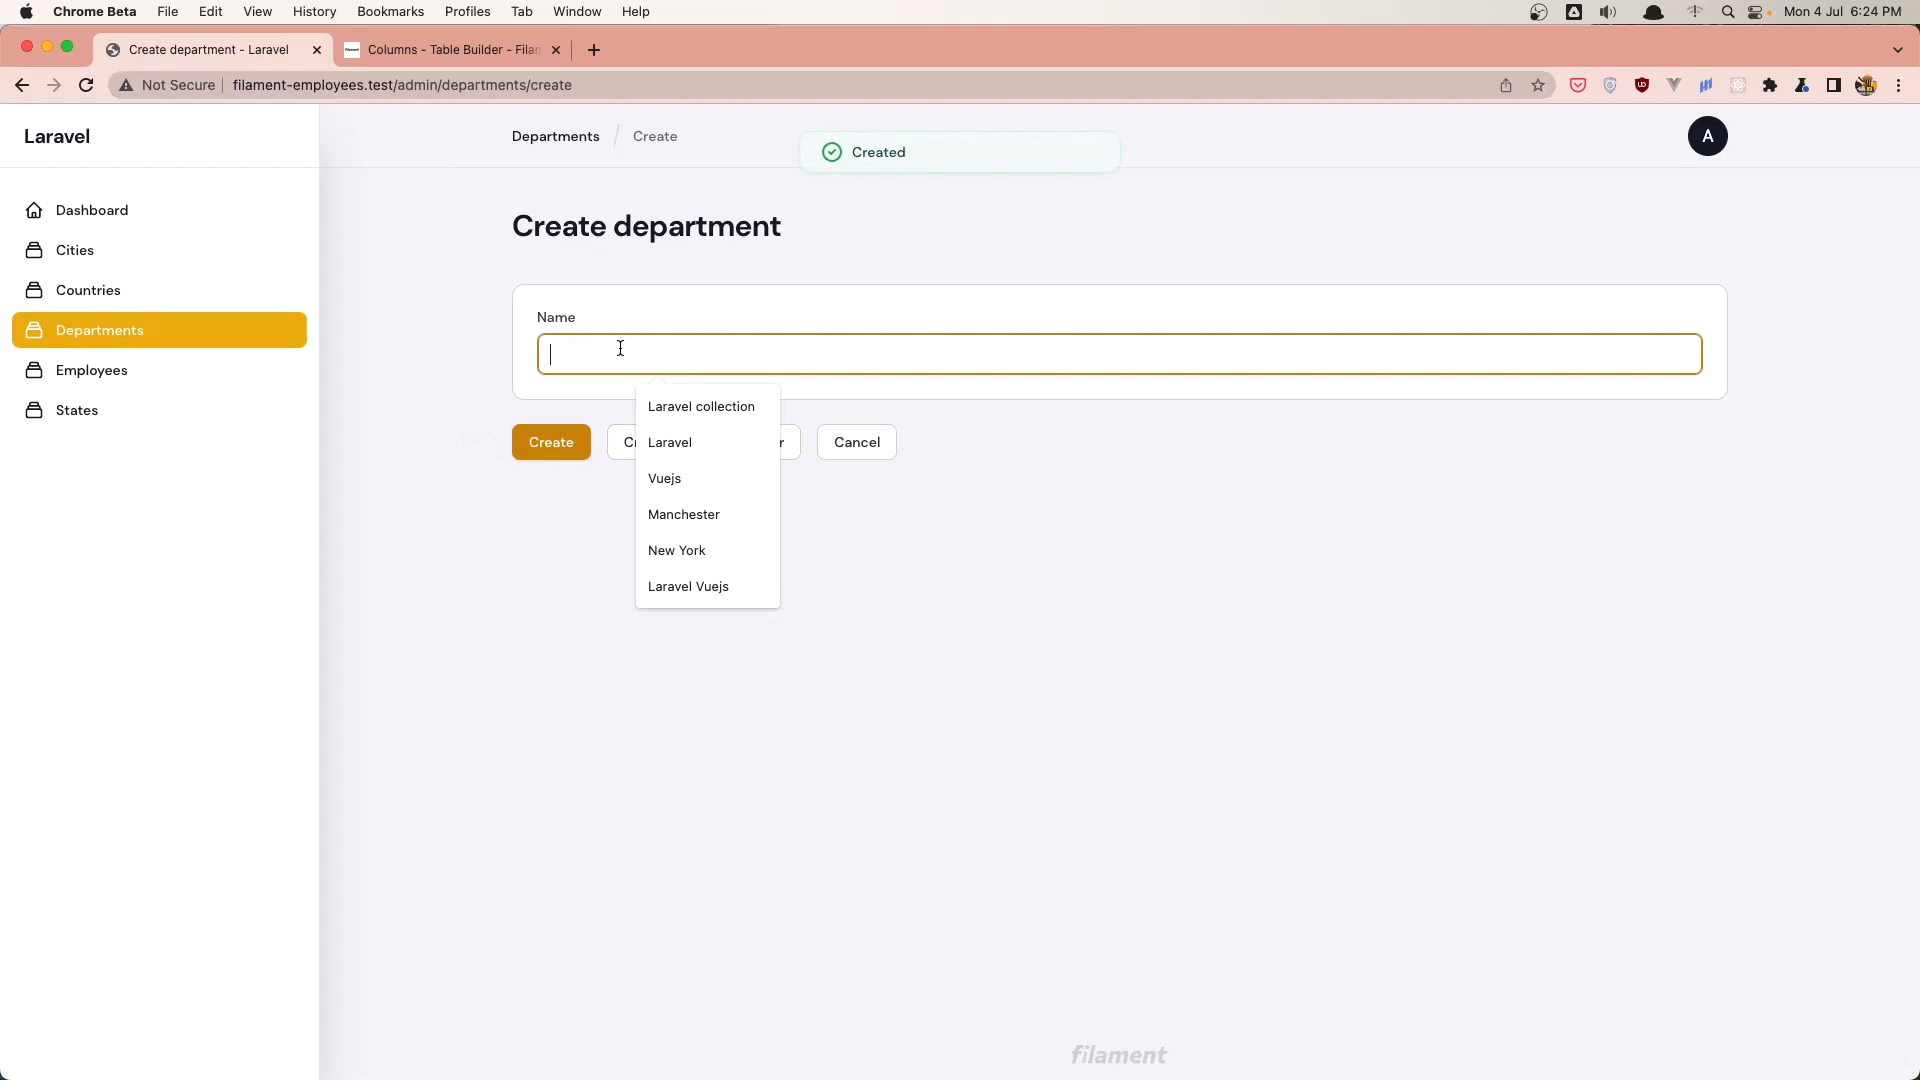 Chrome Beta File Edit View History Bookmarks Profiles Tab Window Help Mon 4 Jul 6:24 PM
Create department - Laravel Columns - Table Builder - Filam
Not Secure filament-employees.test/admin/departments/create
Laravel
Departments Create
Created
A
Dashboard
Cities
Countries
Departments
Employees
States
Create department
Name
Create Cr r Cancel
Laravel collection
Laravel
Vuejs
Manchester
New York
Laravel Vuejs
filament